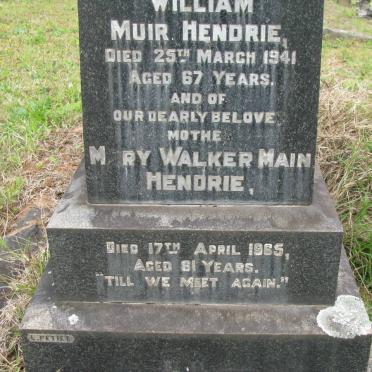 WILLIAM
MUIR HENDRIE,
DIED 25TH MARCH 1941
AGED 67 YEARS.
AND OF
OUR DEARLY BELOVE
MOTHE
M RY WALKER MAIN
HENDRIE,
DIED 17TH APRIL 1965,
AGED 81 YEARS.
"TILL WE MEET AGAIN."